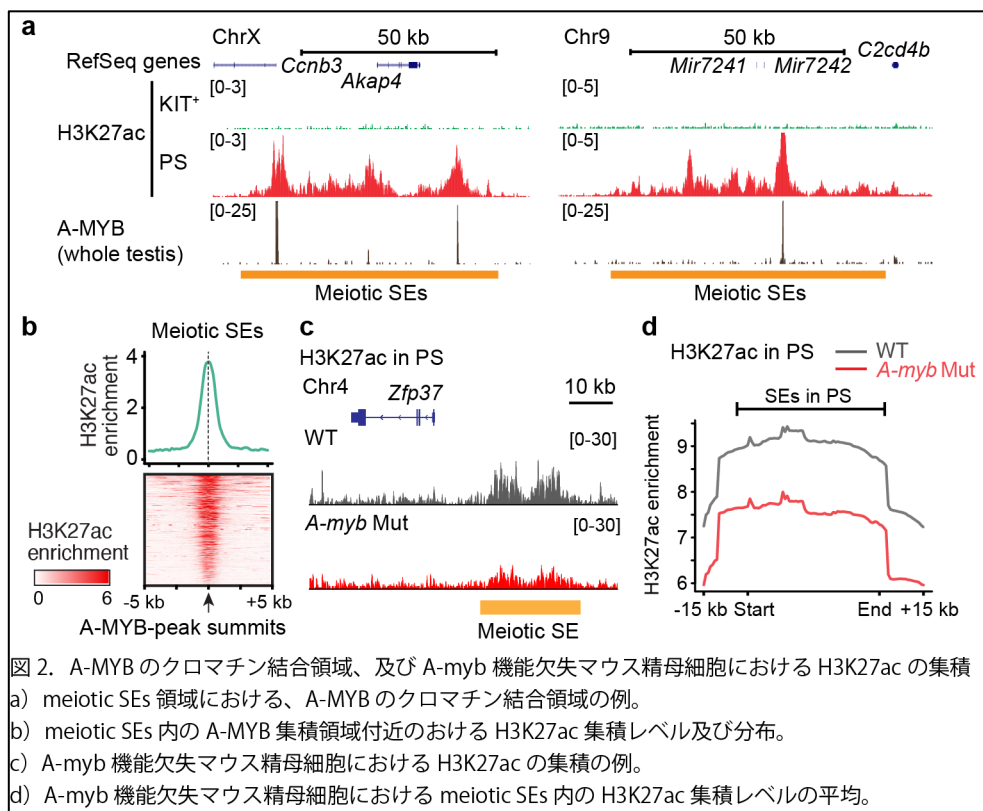 a
ChrX
50 kb
Chr9
50 kb
C2cd4b
RefSeq genes
Ccnb3
Akap4
Mir7241
Mir7242
[0-3]
[0-5]
KIT+
H3K27ac
[0-3]
[0-5]
PS
A-MYB
(whole testis)
[0-25]
[0-25]
Meiotic SEs
Meiotic SEs
b
Meiotic SEs
H3K27ac
enrichment
4
2
0
H3K27ac
enrichment
0 6
-5 kb +5 kb
A-MYB-peak summits
c
H3K27ac in PS
Chr4
Zfp37
10 kb
WT
[0-30]
A-myb Mut
[0-30]
Meiotic SE
d
H3K27ac in PS
WT
A-myb Mut
SEs in PS
H3K27ac enrichment
9
8
7
6
-15 kb Start End +15 kb
図 2. A-MYB のクロマチン結合領域、及び A-myb 機能欠失マウス精母細胞における H3K27ac の集積
a）meiotic SEs 領域における、A-MYB のクロマチン結合領域の例。
b）meiotic SEs 内の A-MYB 集積領域付近のおける H3K27ac 集積レベル及び分布。
c）A-myb 機能欠失マウス精母細胞における H3K27ac の集積の例。
d）A-myb 機能欠失マウス精母細胞における meiotic SEs 内の H3K27ac 集積レベルの平均。